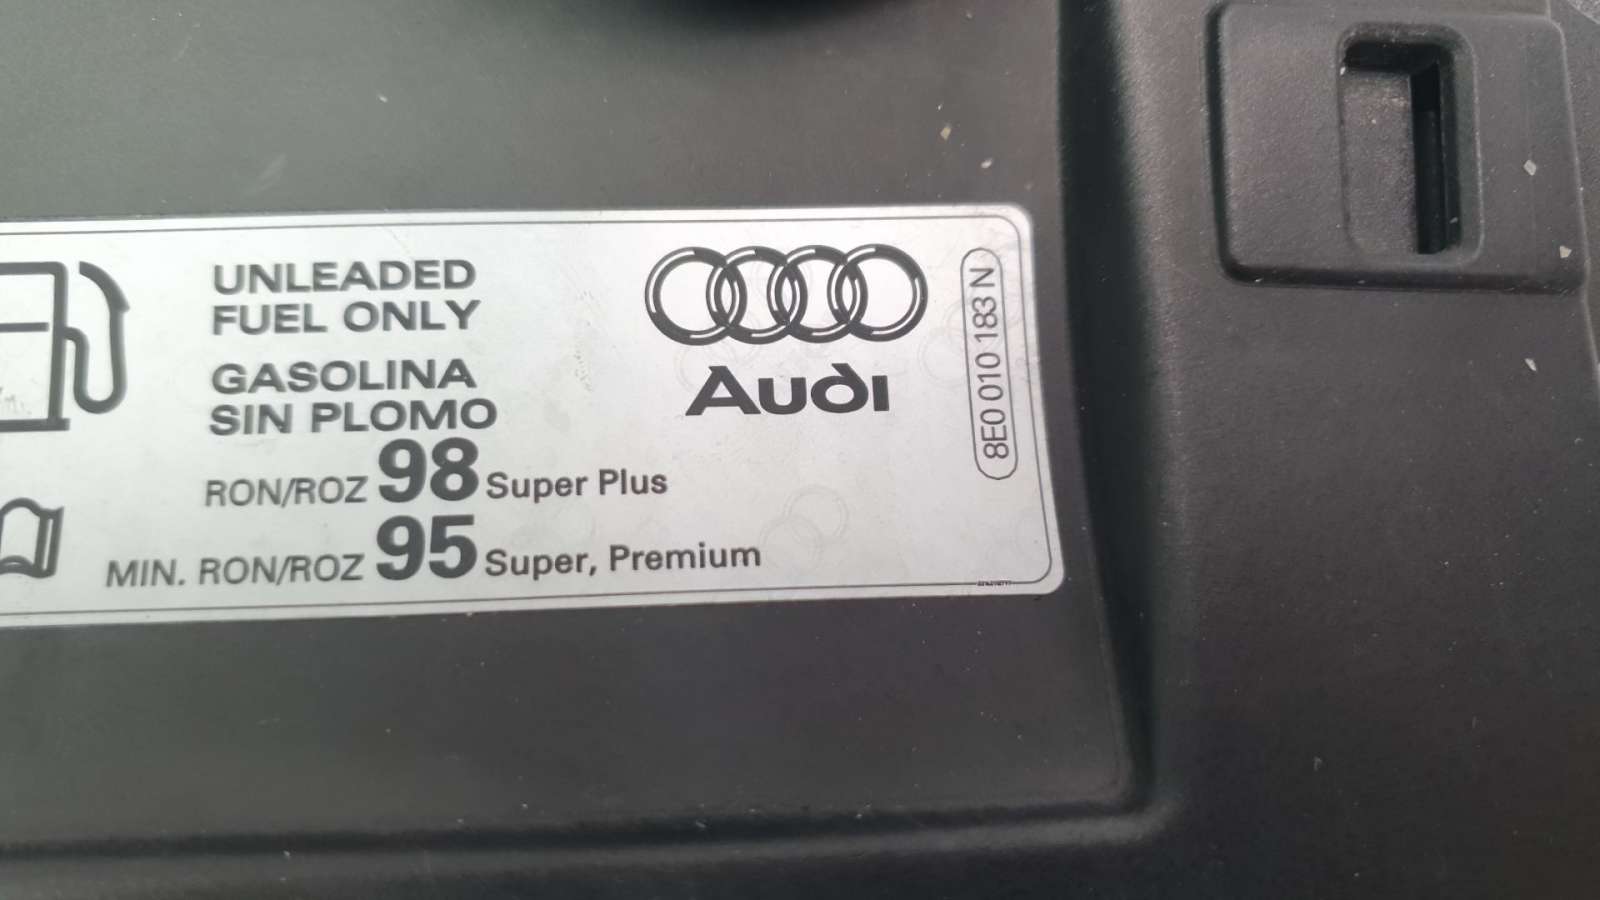 UNLEADED
FUEL ONLY
GASOLINA
SIN PLOMO
RON/ROZ 98 Super Plus
MIN. RON/ROZ 95 Super, Premium
Audi
8E0 010 183 N